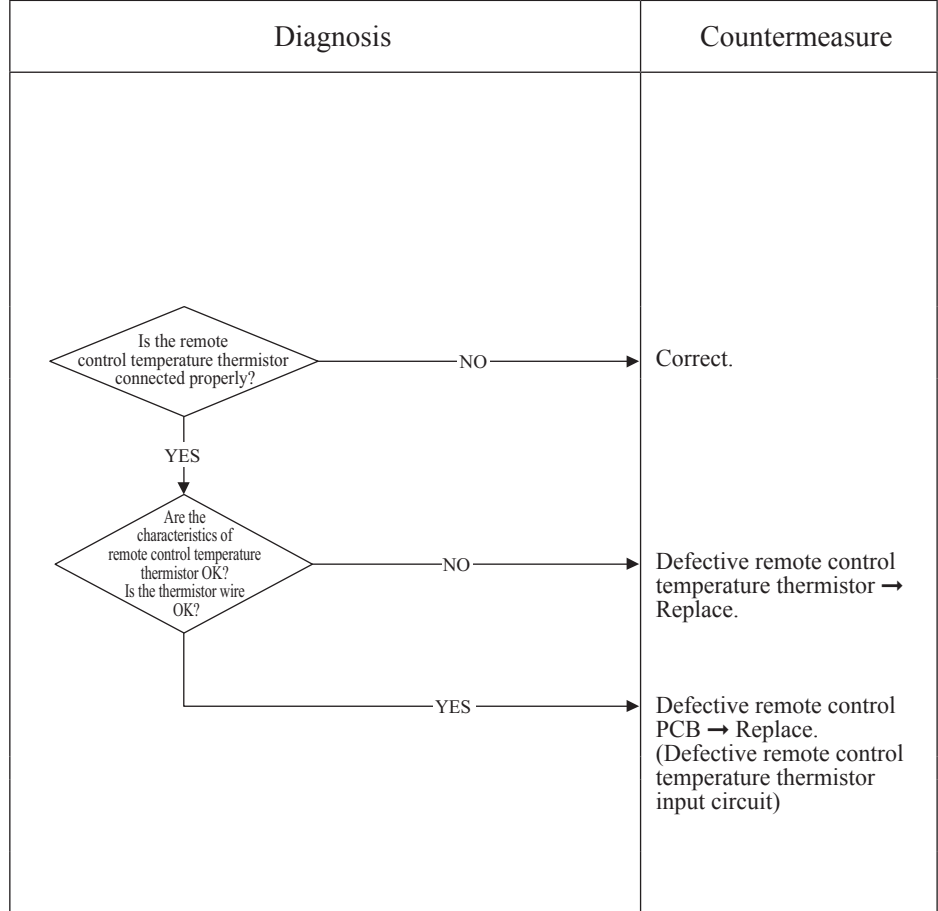 Diagnosis
Countermeasure
Is the remote
control temperature thermistor
connected properly?
NO
Correct.
YES
Are the
characteristics of
remote control temperature
thermistor OK?
Is the thermistor wire
OK?
NO
Defective remote control
temperature thermistor → 
Replace.
YES
Defective remote control
PCB → Replace.
(Defective remote control
temperature thermistor
input circuit)